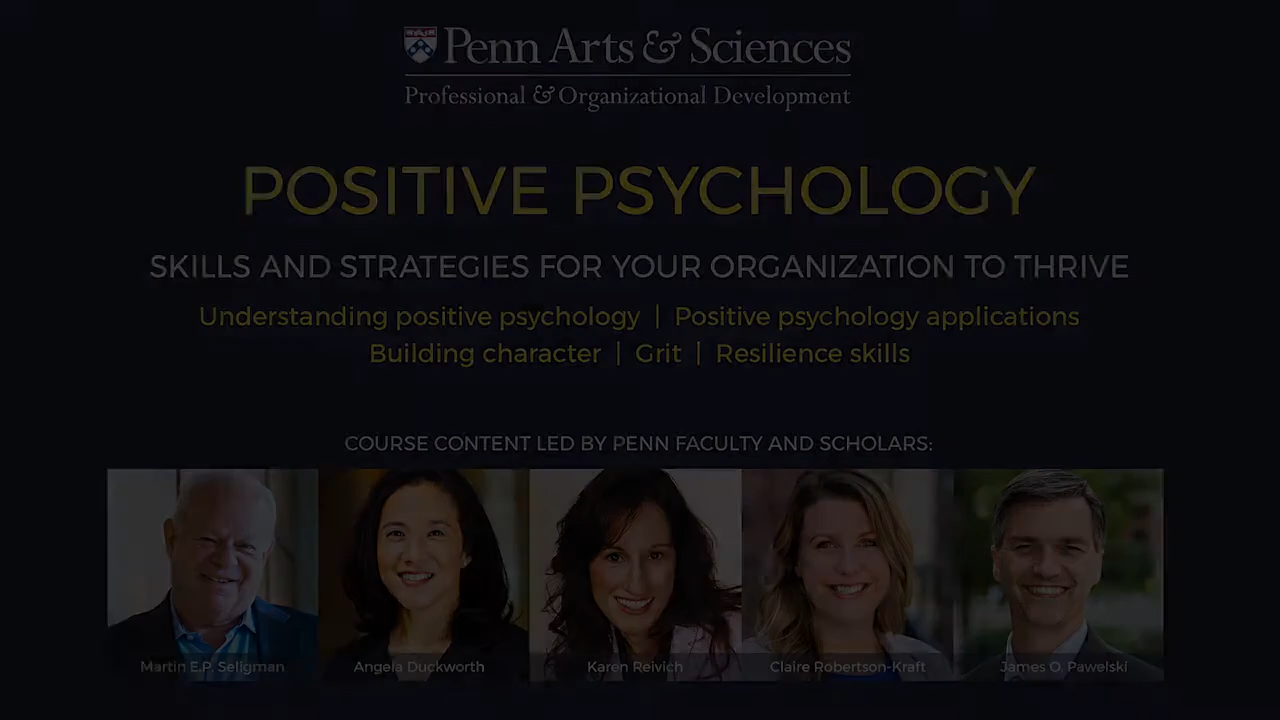 Penn Arts & Sciences
Professional & Organizational Development
POSITIVE PSYCHOLOGY
SKILLS AND STRATEGIES FOR YOUR ORGANIZATION TO THRIVE
Understanding positive psychology | Positive psychology applications
Building character | Grit | Resilience skills
COURSE CONTENT LED BY PENN FACULTY AND SCHOLARS:
Martin E.P. Seligman Angela Duckworth Karen Reivich Claire Robertson-Kraft James O. Pawelski